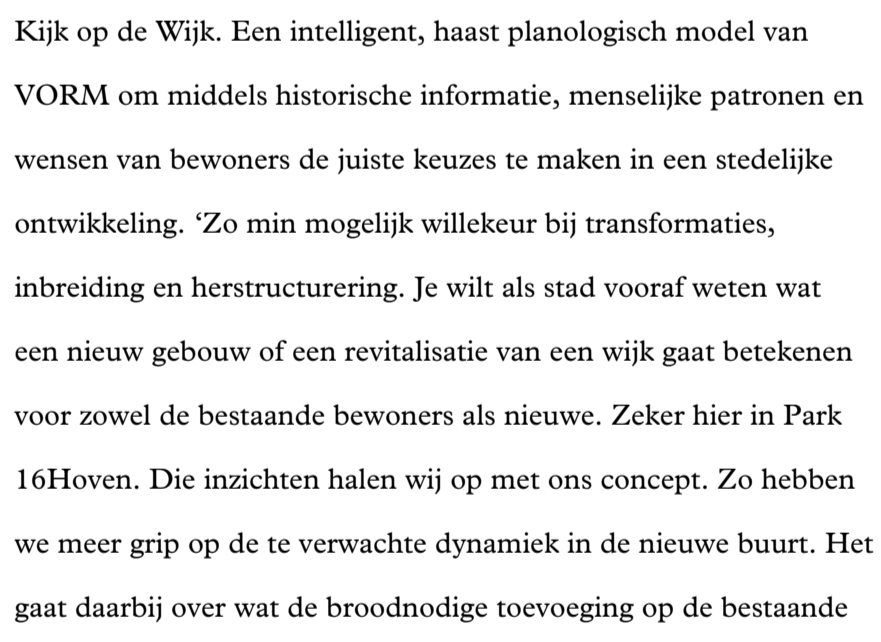 Kijk op de Wijk. Een intelligent, haast planologisch model van
VORM om middels historische informatie, menselijke patronen en
wensen van bewoners de juiste keuzes te maken in een stedelijke
ontwikkeling. ‘Zo min mogelijk willekeur bij transformaties,
inbreiding en herstructurering. Je wilt als stad vooraf weten wat
een nieuw gebouw of een revitalisatie van een wijk gaat betekenen
voor zowel de bestaande bewoners als nieuwe. Zeker hier in Park
16Hoven. Die inzichten halen wij op met ons concept. Zo hebben
we meer grip op de te verwachte dynamiek in de nieuwe buurt. Het
gaat daarbij over wat de broodnodige toevoeging op de bestaande